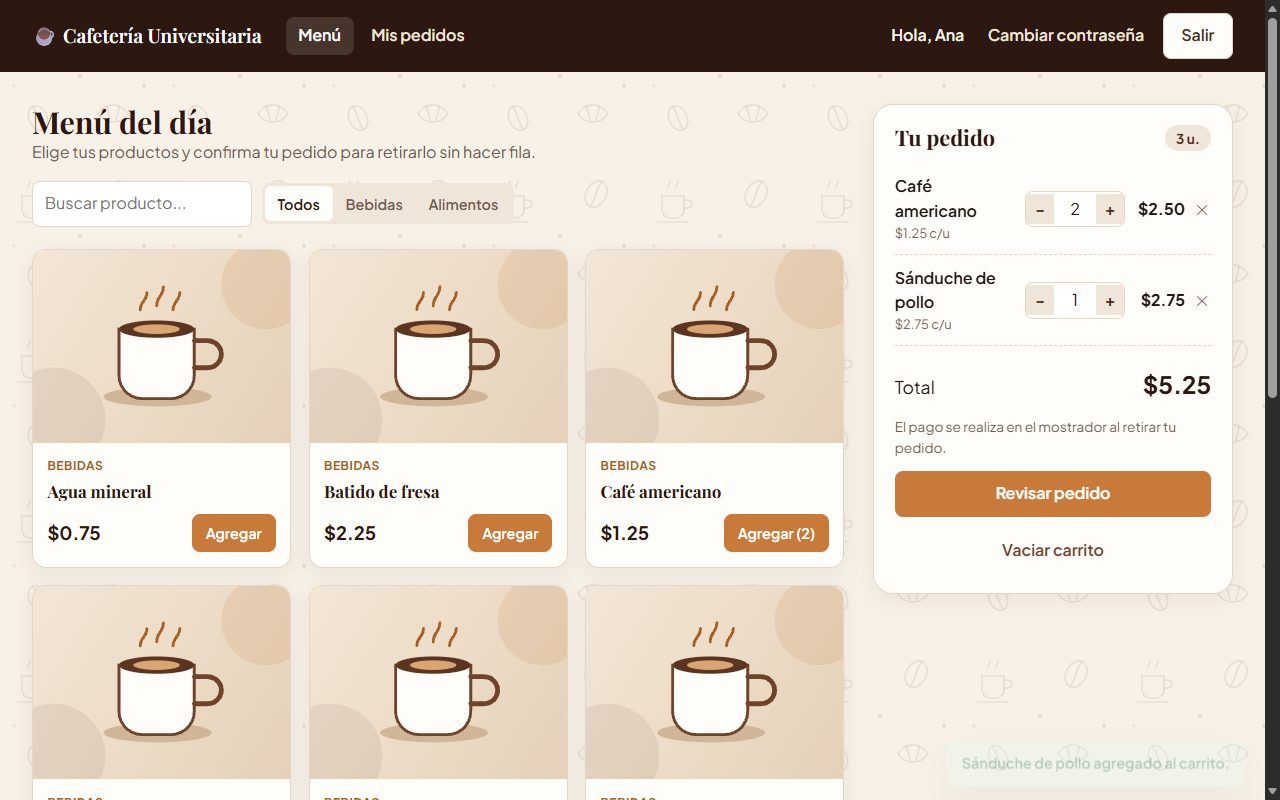 Cafetería Universitaria
Menú
Mis pedidos
Hola, Ana
Cambiar contraseña
Salir
Menú del día
Elige tus productos y confirma tu pedido para retirarlo sin hacer fila.
Buscar producto...
Todos
Bebidas
Alimentos
BEBIDAS
Agua mineral
$0.75
Agregar
BEBIDAS
Batido de fresa
$2.25
Agregar
BEBIDAS
Café americano
$1.25
Agregar (2)
BEBIDAS
BEBIDAS
BEBIDAS
Tu pedido
3 u.
Café
americano
$1.25 c/u
− 2 +
$2.50 ×
Sánduche de
pollo
$2.75 c/u
− 1 +
$2.75 ×
Total
$5.25
El pago se realiza en el mostrador al retirar tu
pedido.
Revisar pedido
Vaciar carrito
Sánduche de pollo agregado al carrito.